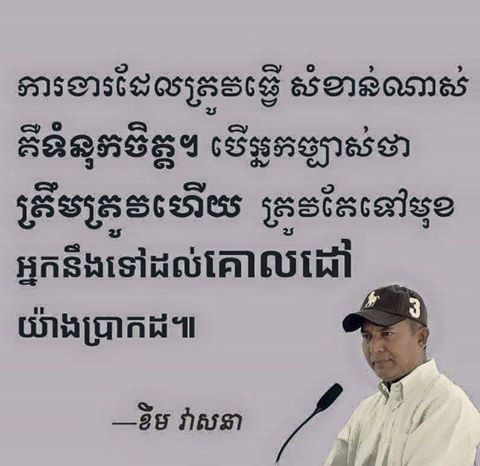 ការងារដែលត្រូវធ្វើ សំខាន់ណាស់
គឺទំនុកចិត្ត។ បើអ្នកច្បាស់ថា
ត្រឹមត្រូវហើយ ត្រូវតែទៅមុខ
អ្នកនឹងទៅដល់គោលដៅ
យ៉ាងប្រាកដ៕
3
—ខឹម វាសនា